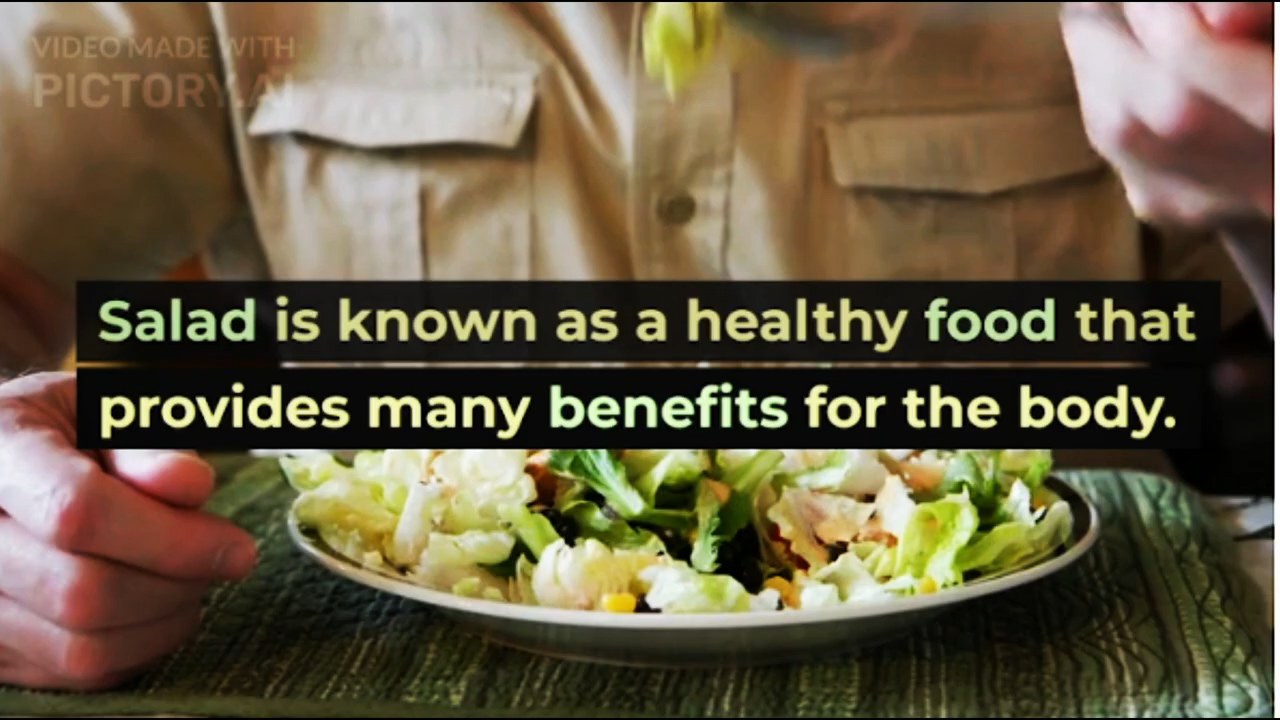 VIDEO MADE WITH
PICTORY.AI
Salad is known as a healthy food that
provides many benefits for the body.